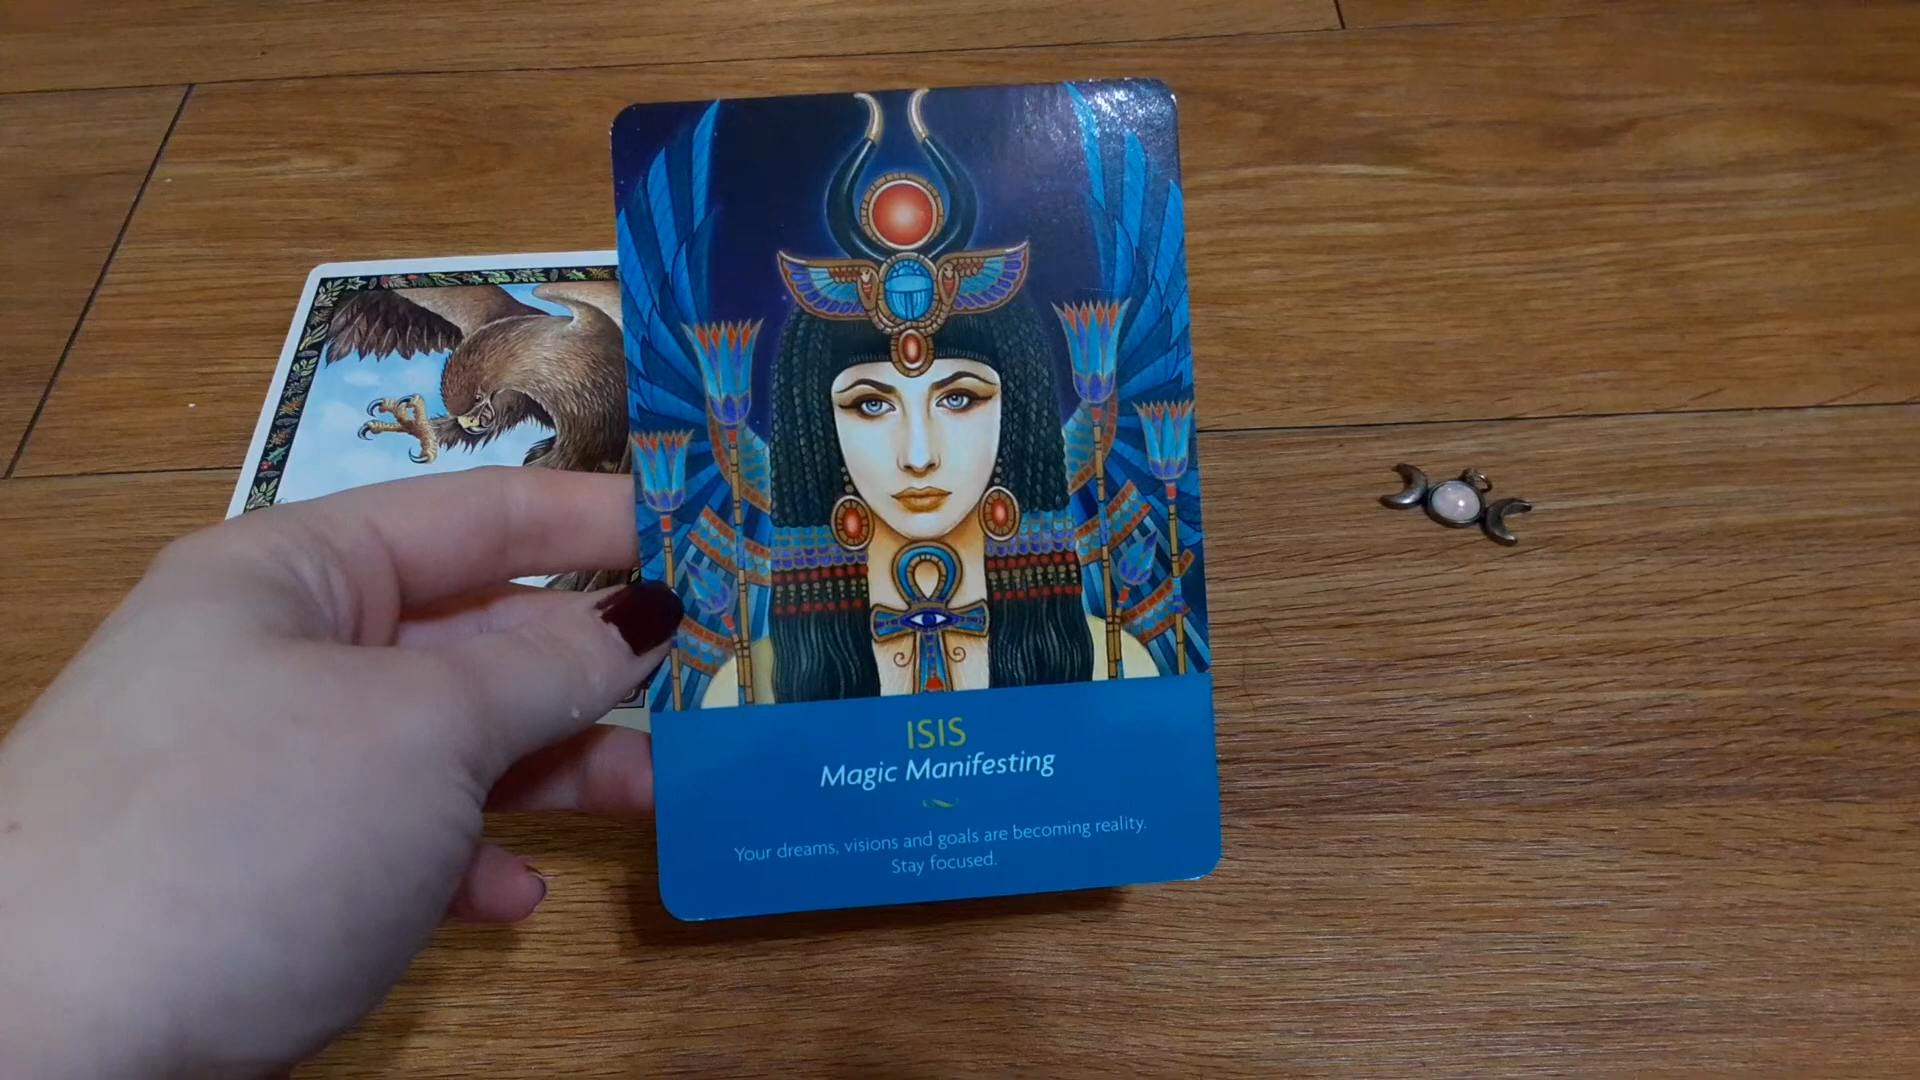 ISIS
Magic Manifesting
Your dreams, visions and goals are becoming reality.
Stay focused.